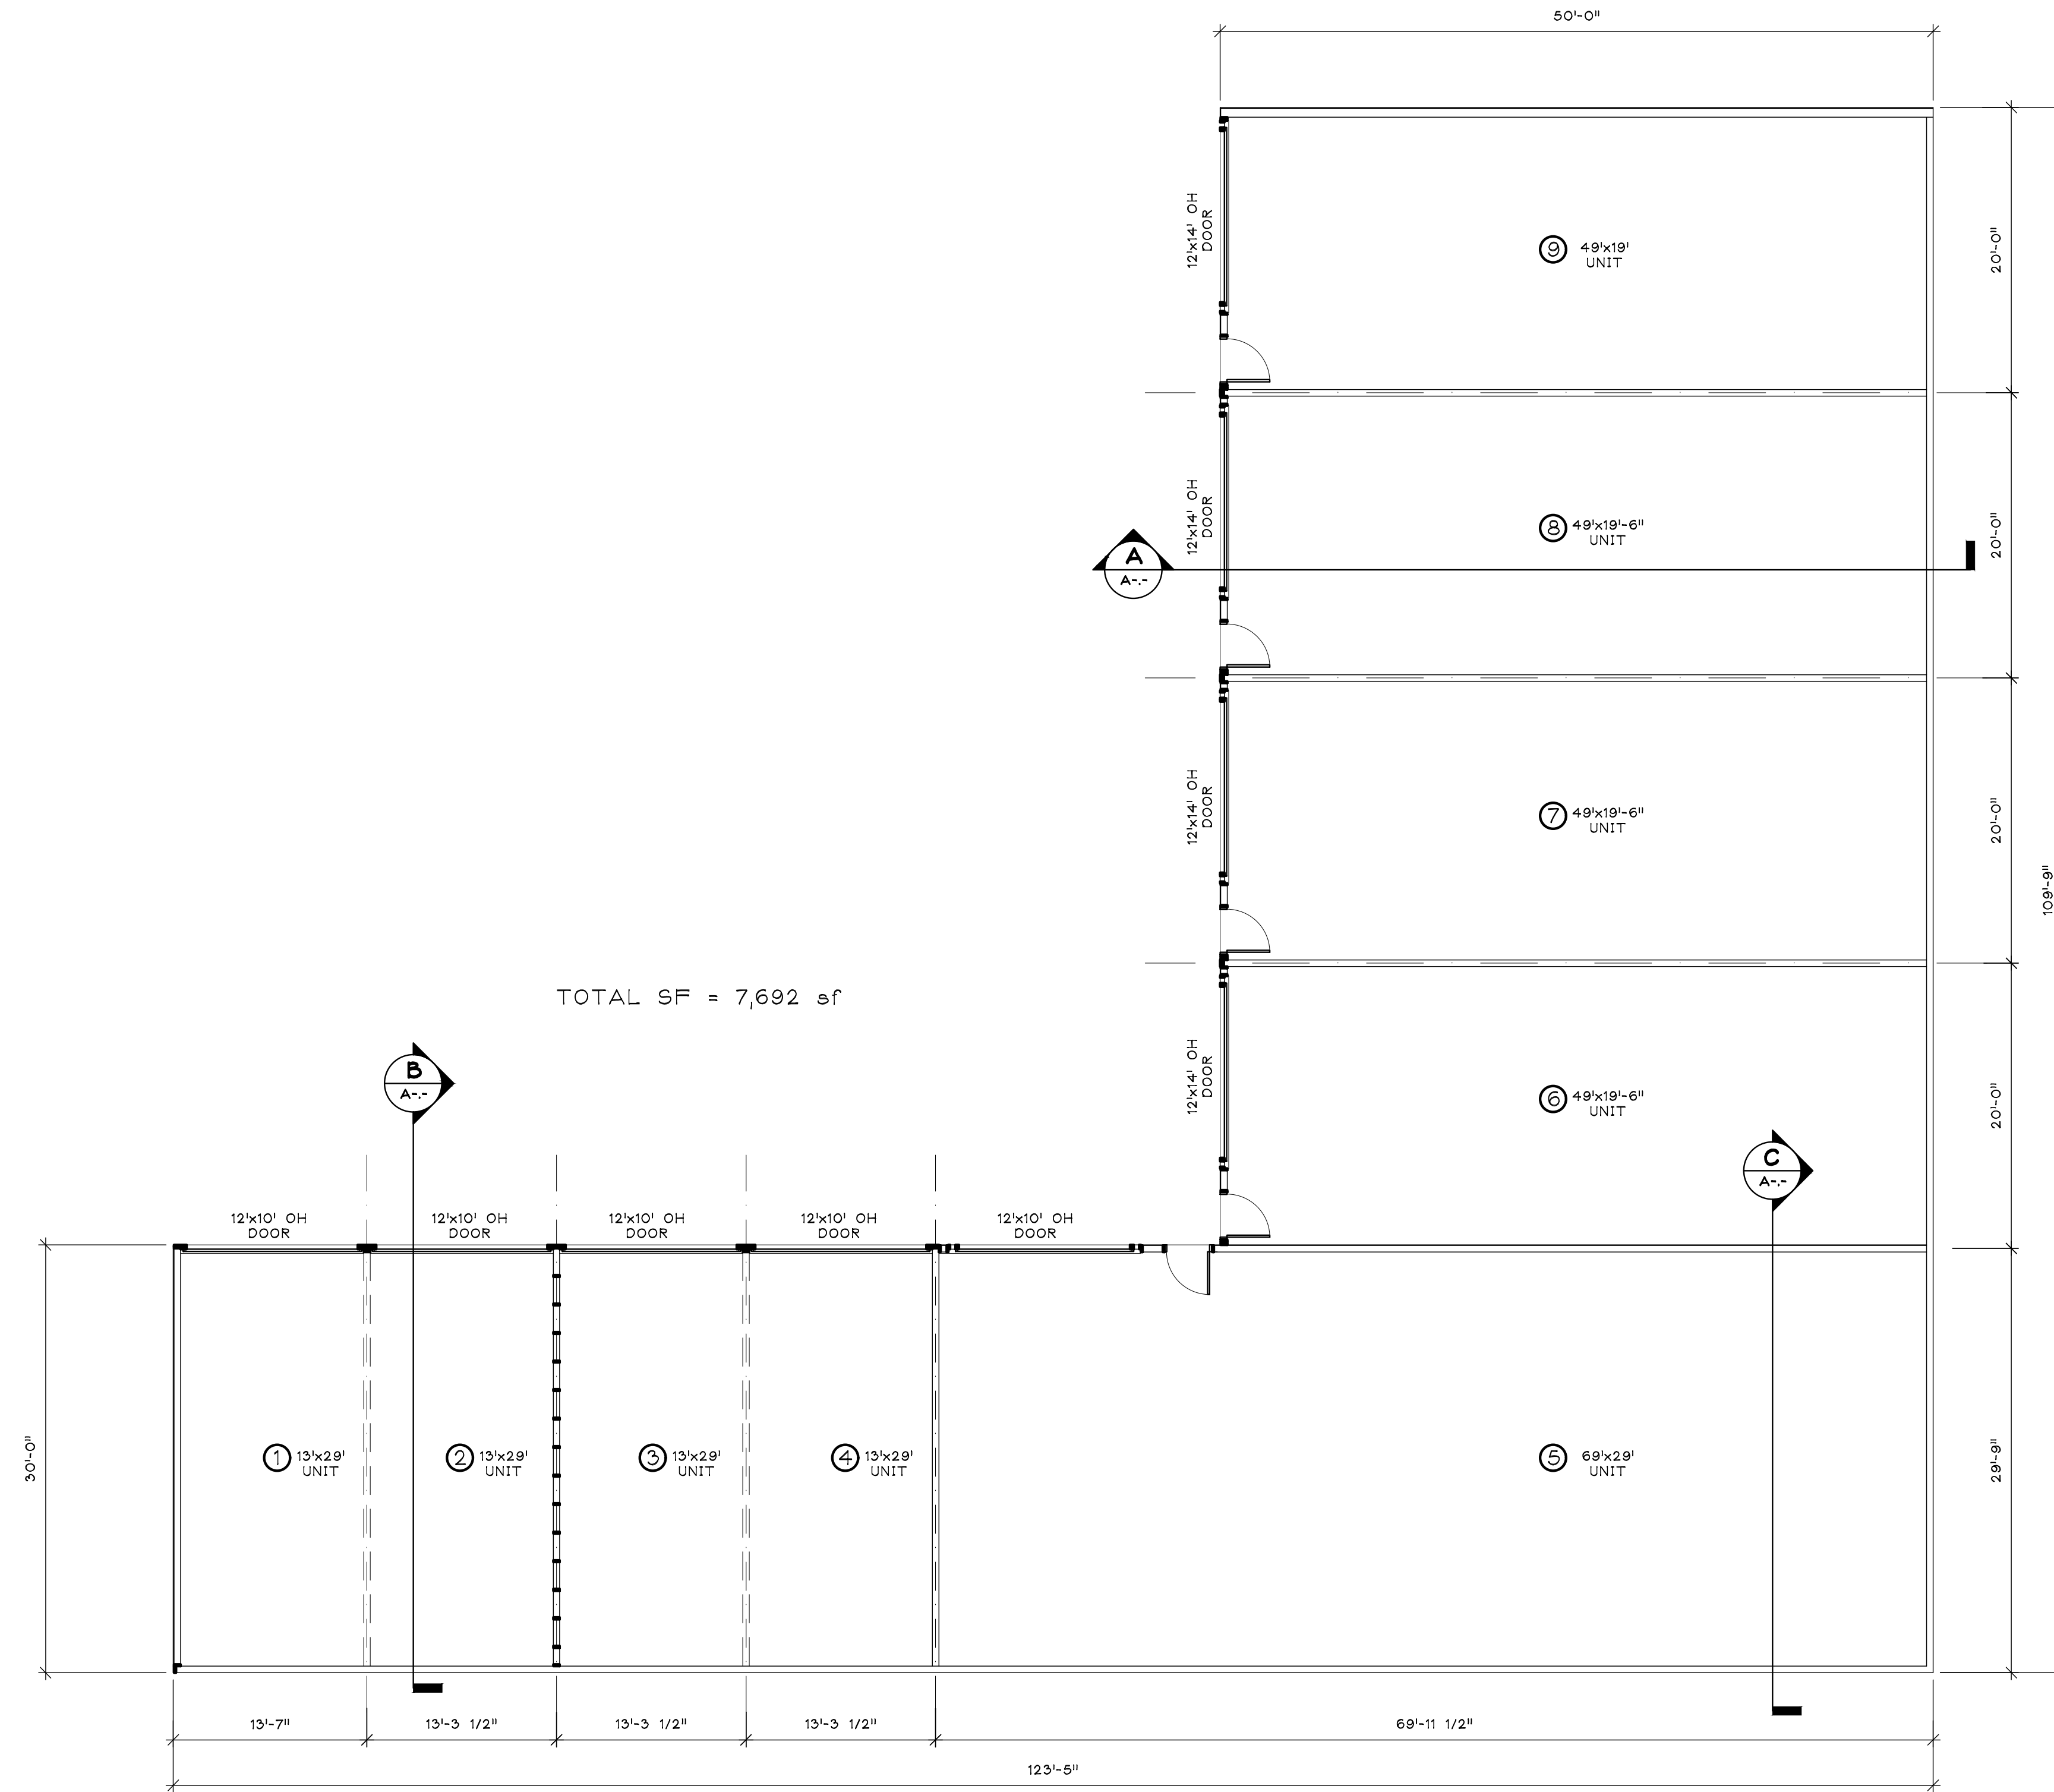 50'-0"
12'x14' OH
DOOR
9
49'x19'
UNIT
20'-0"
12'x14' OH
DOOR
8
49'x19'-6"
UNIT
20'-0"
A
A-.-
12'x14' OH
DOOR
7
49'x19'-6"
UNIT
20'-0"
109'-9"
TOTAL SF = 7,692 sf
B
A-.-
12'x14' OH
DOOR
6
49'x19'-6"
UNIT
20'-0"
C
A-.-
12'x10' OH
DOOR
12'x10' OH
DOOR
12'x10' OH
DOOR
12'x10' OH
DOOR
12'x10' OH
DOOR
30'-0"
1
13'x29'
UNIT
2
13'x29'
UNIT
3
13'x29'
UNIT
4
13'x29'
UNIT
5
69'x29'
UNIT
29'-9"
13'-7"
13'-3 1/2"
13'-3 1/2"
13'-3 1/2"
69'-11 1/2"
123'-5"